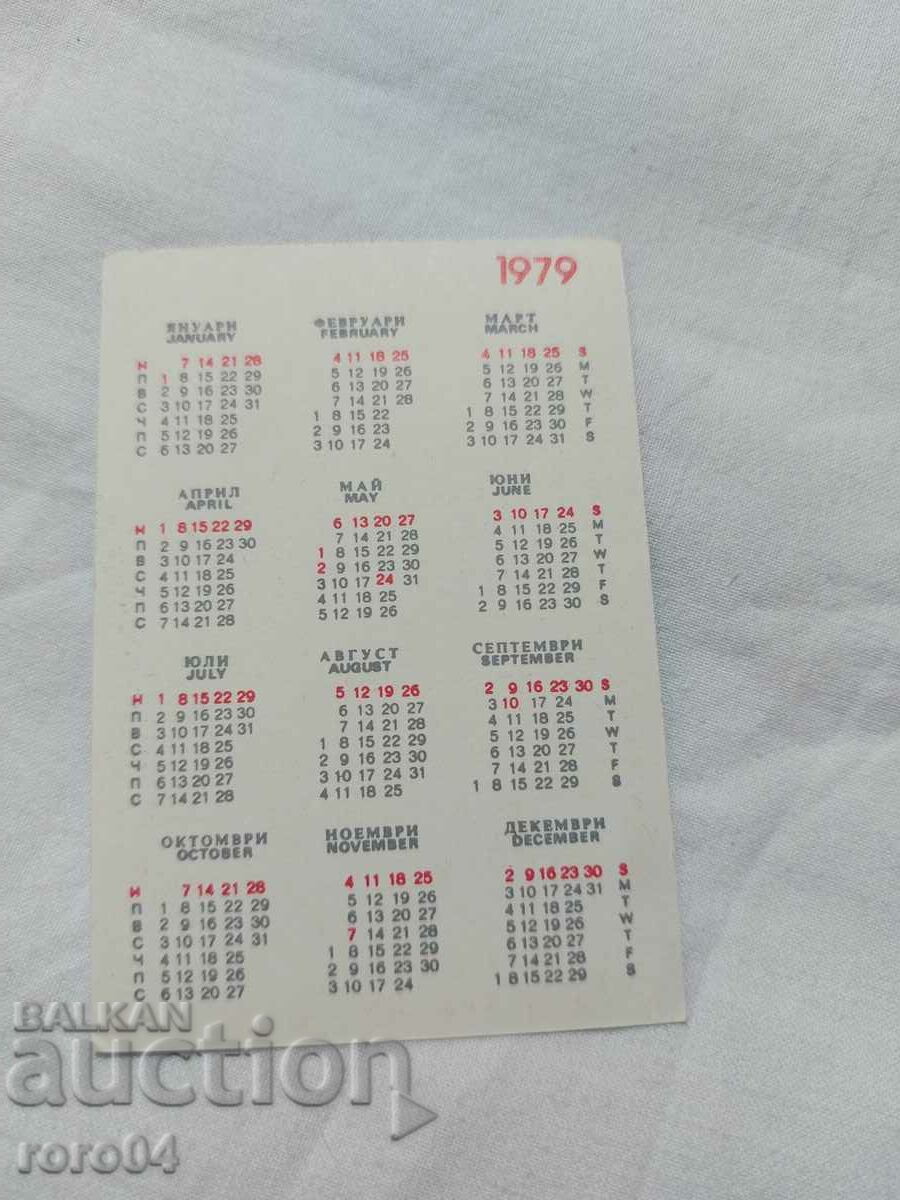 1979
ЯНУАРИ
JANUARY
Н 7 14 21 28
П 1 8 15 22 29
В 2 9 16 23 30
С 3 10 17 24 31
Ч 4 11 18 25
П 5 12 19 26
С 6 13 20 27
ФЕВРУАРИ
FEBRUARY
4 11 18 25
5 12 19 26
6 13 20 27
7 14 21 28
1 8 15 22
2 9 16 23
3 10 17 24
МАРТ
MARCH
4 11 18 25 S
5 12 19 26 M
6 13 20 27 T
7 14 21 28 W
1 8 15 22 29 T
2 9 16 23 30 F
3 10 17 24 31 S
АПРИЛ
APRIL
Н 1 8 15 22 29
П 2 9 16 23 30
В 3 10 17 24
С 4 11 18 25
Ч 5 12 19 26
П 6 13 20 27
С 7 14 21 28
МАЙ
MAY
6 13 20 27
7 14 21 28
1 8 15 22 29
2 9 16 23 30
3 10 17 24 31
4 11 18 25
5 12 19 26
ЮНИ
JUNE
3 10 17 24 S
4 11 18 25 M
5 12 19 26 T
6 13 20 27 W
7 14 21 28 T
1 8 15 22 29 F
2 9 16 23 30 S
ЮЛИ
JULY
Н 1 8 15 22 29
П 2 9 16 23 30
В 3 10 17 24 31
С 4 11 18 25
Ч 5 12 19 26
П 6 13 20 27
С 7 14 21 28
АВГУСТ
AUGUST
5 12 19 26
6 13 20 27
7 14 21 28
1 8 15 22 29
2 9 16 23 30
3 10 17 24 31
4 11 18 25
СЕПТЕМВРИ
SEPTEMBER
2 9 16 23 30 S
3 10 17 24 M
4 11 18 25 T
5 12 19 26 W
6 13 20 27 T
7 14 21 28 F
1 8 15 22 29 S
ОКТОМВРИ
OCTOBER
Н 7 14 21 28
П 1 8 15 22 29
В 2 9 16 23 30
С 3 10 17 24 31
Ч 4 11 18 25
П 5 12 19 26
С 6 13 20 27
НОЕМВРИ
NOVEMBER
4 11 18 25
5 12 19 26
6 13 20 27
7 14 21 28
1 8 15 22 29
2 9 16 23 30
3 10 17 24
ДЕКЕМВРИ
DECEMBER
2 9 16 23 30 S
3 10 17 24 31 M
4 11 18 25 T
5 12 19 26 W
6 13 20 27 T
7 14 21 28 F
1 8 15 22 29 S
BALKAN
auction
roro04